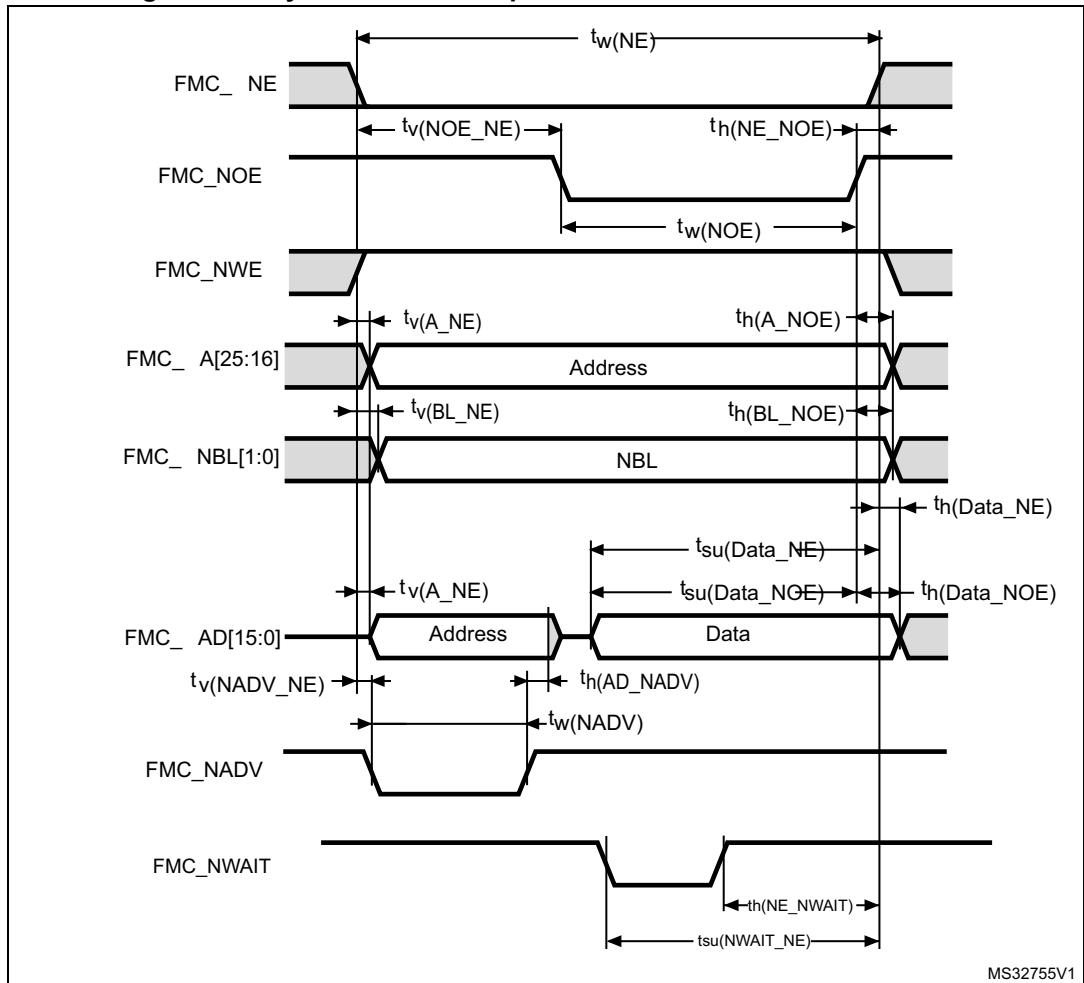 tw(NE)
FMC_ NE
tv(NOE_NE)
th(NE_NOE)
FMC_NOE
tw(NOE)
FMC_NWE
tv(A_NE)
th(A_NOE)
FMC_ A[25:16]
Address
tv(BL_NE)
th(BL_NOE)
FMC_ NBL[1:0]
NBL
th(Data_NE)
tsu(Data_NE)
tv(A_NE)
tsu(Data_NOE)
th(Data_NOE)
FMC_ AD[15:0]
Address
Data
tv(NADV_NE)
th(AD_NADV)
tw(NADV)
FMC_NADV
FMC_NWAIT
th(NE_NWAIT)
tsu(NWAIT_NE)
MS32755V1